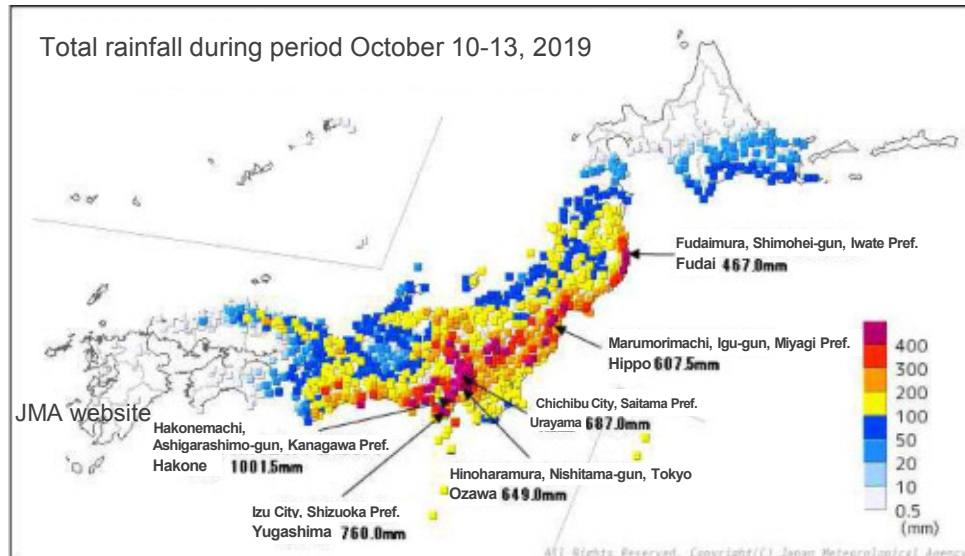 Total rainfall during period October 10-13, 2019
Fudaimura, Shimohei-gun, Iwate Pref.
Fudai 467.0mm
Marumorimachi, Igu-gun, Miyagi Pref.
Hippo 607.5mm
Chichibu City, Saitama Pref.
Urayama 687.0mm
JMA website
Hakonemachi,
Ashigarashimo-gun, Kanagawa Pref.
Hakone 1001.5mm
Hinoharamura, Nishitama-gun, Tokyo
Ozawa 649.0mm
Izu City, Shizuoka Pref.
Yugashima 760.0mm
400
300
200
100
50
20
10
0.5
(mm)
All Rights Reserved. Copyright(C) Japan Meteorological Agency